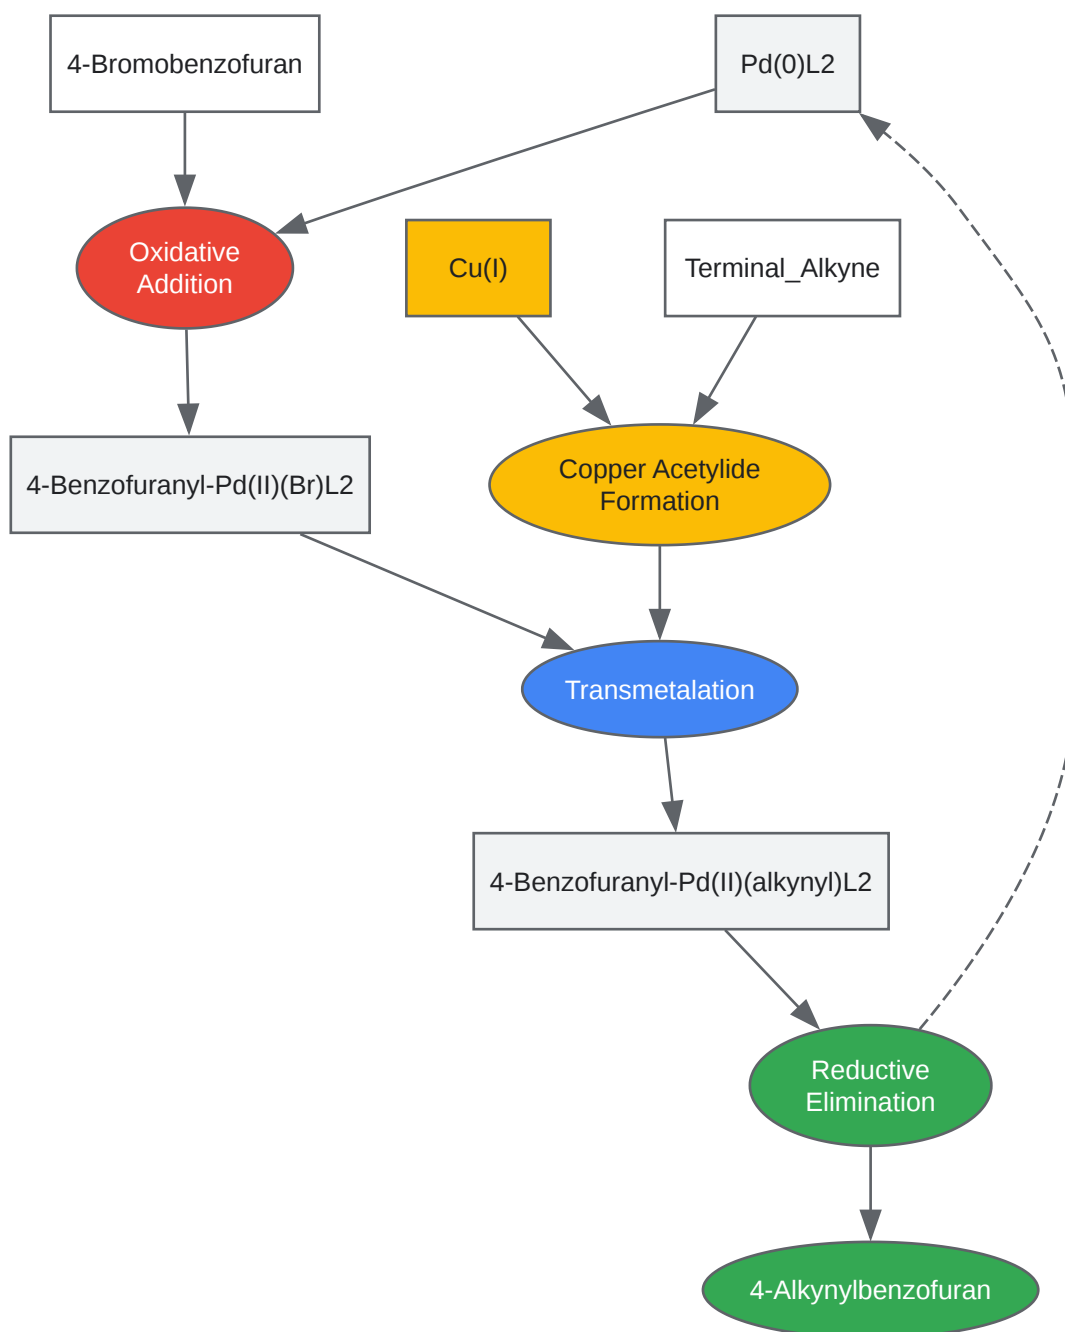 4-Bromobenzofuran
Pd(0)L2
Oxidative
Addition
Cu(I)
Terminal_Alkyne
4-Benzofuranyl-Pd(II)(Br)L2
Copper Acetylide
Formation
Transmetalation
4-Benzofuranyl-Pd(II)(alkynyl)L2
Reductive
Elimination
4-Alkynylbenzofuran